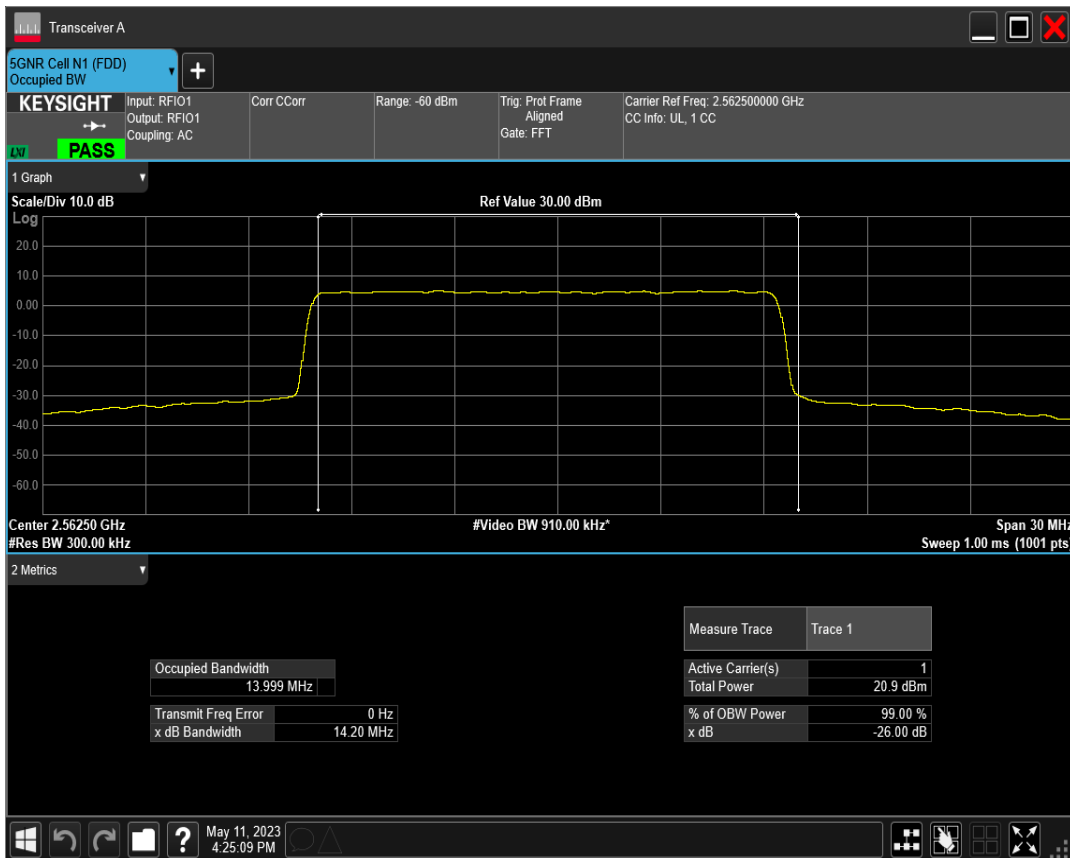 Transceiver A
5GNR Cell N1 (FDD)
Occupied BW
+
KEYSIGHT
LXI
PASS
Input: RFIO1
Output: RFIO1
Coupling: AC
Corr CCorr
Range: -60 dBm
Trig: Prot Frame
Aligned
Gate: FFT
Carrier Ref Freq: 2.562500000 GHz
CC Info: UL, 1 CC
1 Graph
Scale/Div 10.0 dB
Ref Value 30.00 dBm
Log
20.0
10.0
0.00
-10.0
-20.0
-30.0
-40.0
-50.0
-60.0
Center 2.56250 GHz
#Video BW 910.00 kHz*
Span 30 MHz
#Res BW 300.00 kHz
Sweep 1.00 ms (1001 pts)
2 Metrics
Measure Trace Trace 1
Occupied Bandwidth
13.999 MHz
Active Carrier(s) 1
Total Power 20.9 dBm
Transmit Freq Error 0 Hz
x dB Bandwidth 14.20 MHz
% of OBW Power 99.00 %
x dB -26.00 dB
?
May 11, 2023
4:25:09 PM